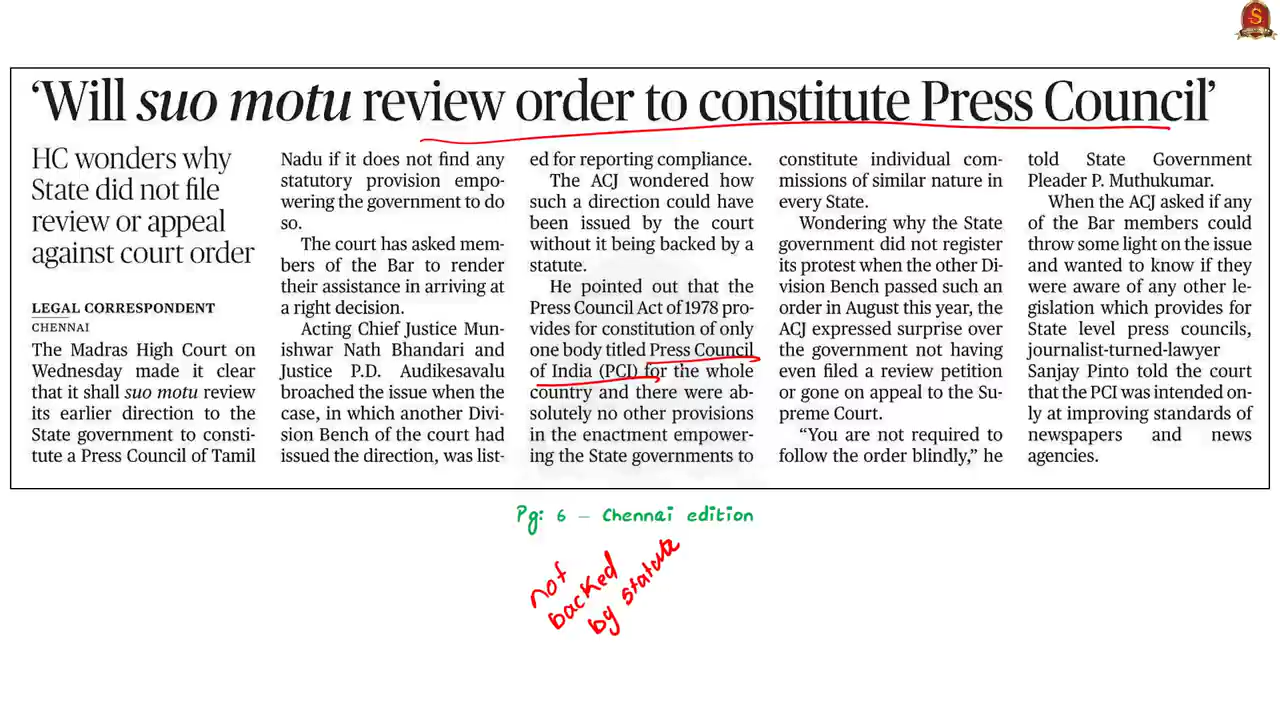 ‘Will suo motu review order to constitute Press Council’
HC wonders why
State did not file
review or appeal
against court order
LEGAL CORRESPONDENT
CHENNAI
The Madras High Court on
Wednesday made it clear
that it shall suo motu review
its earlier direction to the
State government to consti-
tute a Press Council of Tamil
Nadu if it does not find any
statutory provision empo-
wering the government to do
so.
The court has asked mem-
bers of the Bar to render
their assistance in arriving at
a right decision.
Acting Chief Justice Mun-
ishwar Nath Bhandari and
Justice P.D. Audikesavalu
broached the issue when the
case, in which another Divi-
sion Bench of the court had
issued the direction, was list-
ed for reporting compliance.
The ACJ wondered how
such a direction could have
been issued by the court
without it being backed by a
statute.
He pointed out that the
Press Council Act of 1978 pro-
vides for constitution of only
one body titled Press Council
of India (PCI) for the whole
country and there were ab-
solutely no other provisions
in the enactment empower-
ing the State governments to
constitute individual com-
missions of similar nature in
every State.
Wondering why the State
government did not register
its protest when the other Di-
vision Bench passed such an
order in August this year, the
ACJ expressed surprise over
the government not having
even filed a review petition
or gone on appeal to the Su-
preme Court.
“You are not required to
follow the order blindly,” he
told State Government
Pleader P. Muthukumar.
When the ACJ asked if any
of the Bar members could
throw some light on the issue
and wanted to know if they
were aware of any other le-
gislation which provides for
State level press councils,
journalist-turned-lawyer
Sanjay Pinto told the court
that the PCI was intended on-
ly at improving standards of
newspapers and news
agencies.
Pg: 6 – Chennai edition
not
backed
by statute